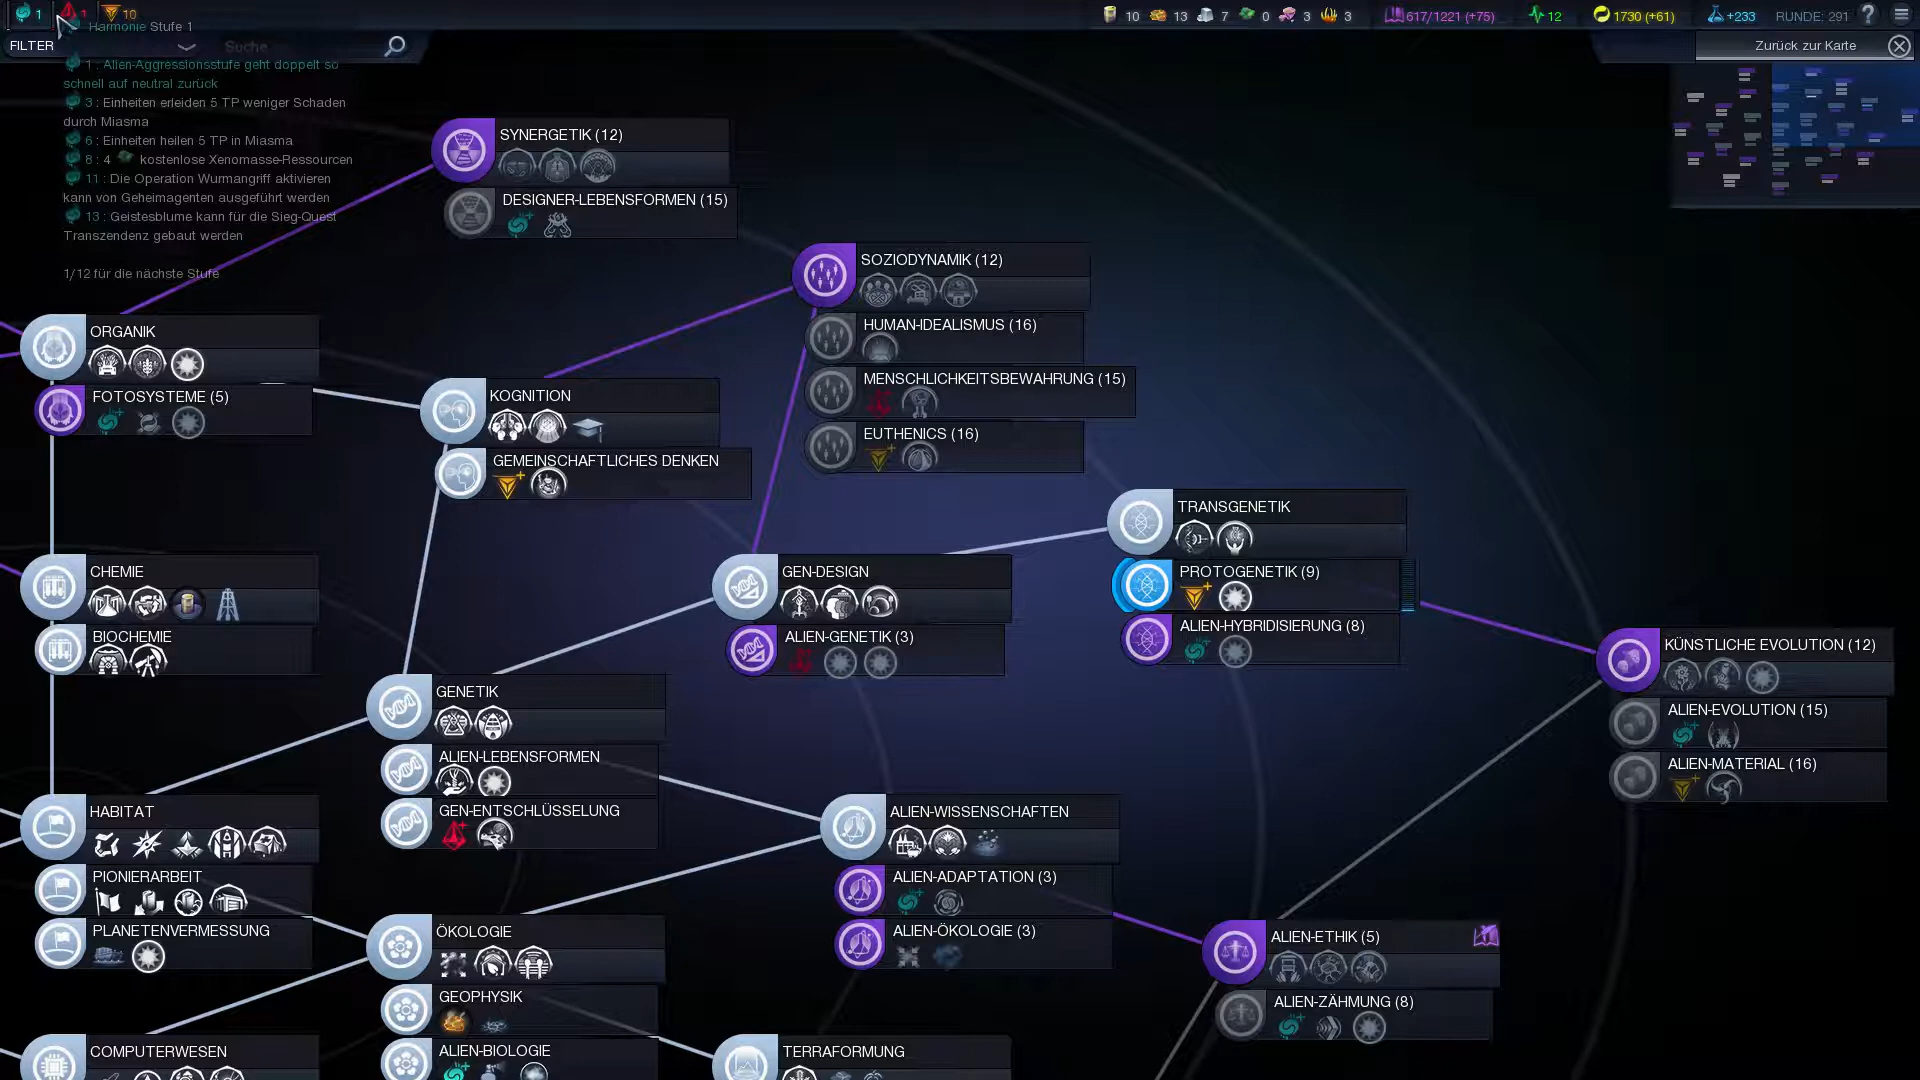 1
1
10
10
13
7
0
3
3
617/1221 (+75)
12
1730 (+61)
+233
RUNDE: 291
?
Harmonie Stufe 1
FILTER
Suche
Zurück zur Karte
1 : Alien-Aggressionsstufe geht doppelt so
schnell auf neutral zurück
3 : Einheiten erleiden 5 TP weniger Schaden
durch Miasma
6 : Einheiten heilen 5 TP in Miasma
8 : 4 kostenlose Xenomasse-Ressourcen
11 : Die Operation Wurmangriff aktivieren
kann von Geheimagenten ausgeführt werden
13 : Geistesblume kann für die Sieg-Quest
Transzendenz gebaut werden
1/12 für die nächste Stufe
SYNERGETIK (12)
DESIGNER-LEBENSFORMEN (15)
SOZIODYNAMIK (12)
HUMAN-IDEALISMUS (16)
MENSCHLICHKEITSBEWAHRUNG (15)
EUTHENICS (16)
ORGANIK
FOTOSYSTEME (5)
KOGNITION
GEMEINSCHAFTLICHES DENKEN
TRANSGENETIK
PROTOGENETIK (9)
ALIEN-HYBRIDISIERUNG (8)
CHEMIE
BIOCHEMIE
GEN-DESIGN
ALIEN-GENETIK (3)
KÜNSTLICHE EVOLUTION (12)
ALIEN-EVOLUTION (15)
ALIEN-MATERIAL (16)
GENETIK
ALIEN-LEBENSFORMEN
GEN-ENTSCHLÜSSELUNG
HABITAT
PIONIERARBEIT
PLANETENVERMESSUNG
ALIEN-WISSENSCHAFTEN
ALIEN-ADAPTATION (3)
ALIEN-ÖKOLOGIE (3)
ÖKOLOGIE
GEOPHYSIK
ALIEN-BIOLOGIE
ALIEN-ETHIK (5)
ALIEN-ZÄHMUNG (8)
COMPUTERWESEN
TERRAFORMUNG